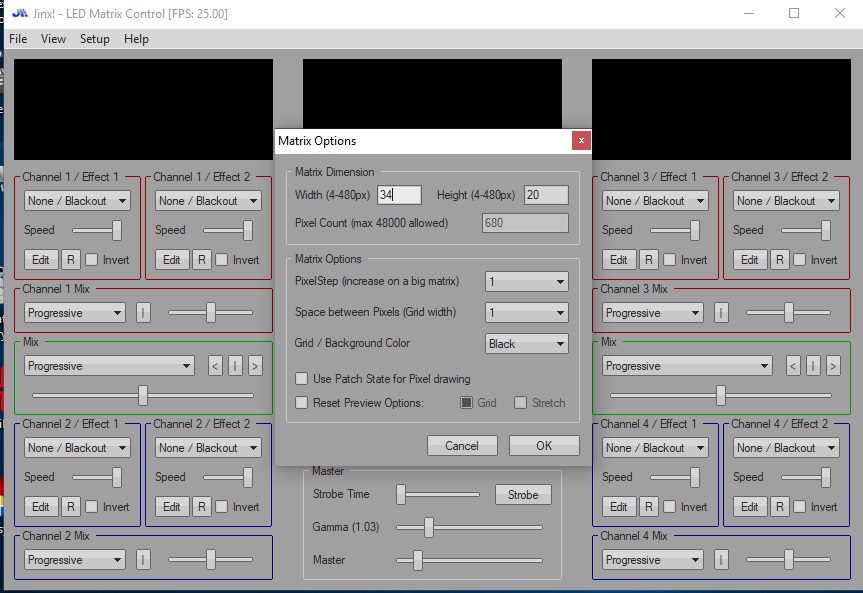 Jinx! - LED Matrix Control [FPS: 25.00]
File View Setup Help
Matrix Options
x
Matrix Dimension
Width (4-480px) 34 Height (4-480px) 20
Pixel Count (max 48000 allowed) 680
Matrix Options
PixelStep (increase on a big matrix) 1
Space between Pixels (Grid width) 1
Grid / Background Color Black
Use Patch State for Pixel drawing
Reset Preview Options: Grid Stretch
Cancel OK
Channel 1 / Effect 1 Channel 1 / Effect 2
None / Blackout None / Blackout
Speed Speed
Edit R Invert Edit R Invert
Channel 1 Mix
Progressive |
Mix
Progressive < | >
Channel 2 / Effect 1 Channel 2 / Effect 2
None / Blackout None / Blackout
Speed Speed
Edit R Invert Edit R Invert
Channel 2 Mix
Progressive |
Master
Strobe Time Strobe
Gamma (1.03)
Master
Channel 3 / Effect 1 Channel 3 / Effect 2
None / Blackout None / Blackout
Speed Speed
Edit R Invert Edit R Invert
Channel 3 Mix
Progressive |
Mix
Progressive < | >
Channel 4 / Effect 1 Channel 4 / Effect 2
None / Blackout None / Blackout
Speed Speed
Edit R Invert Edit R Invert
Channel 4 Mix
Progressive |